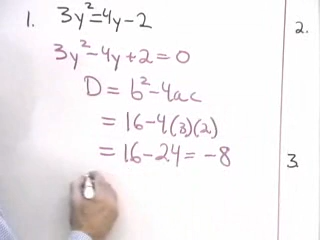 1. 3y²=4y-2
3y²-4y+2=0
D = b²-4ac
= 16-4(3)(2)
= 16-24 = -8
2.
3.